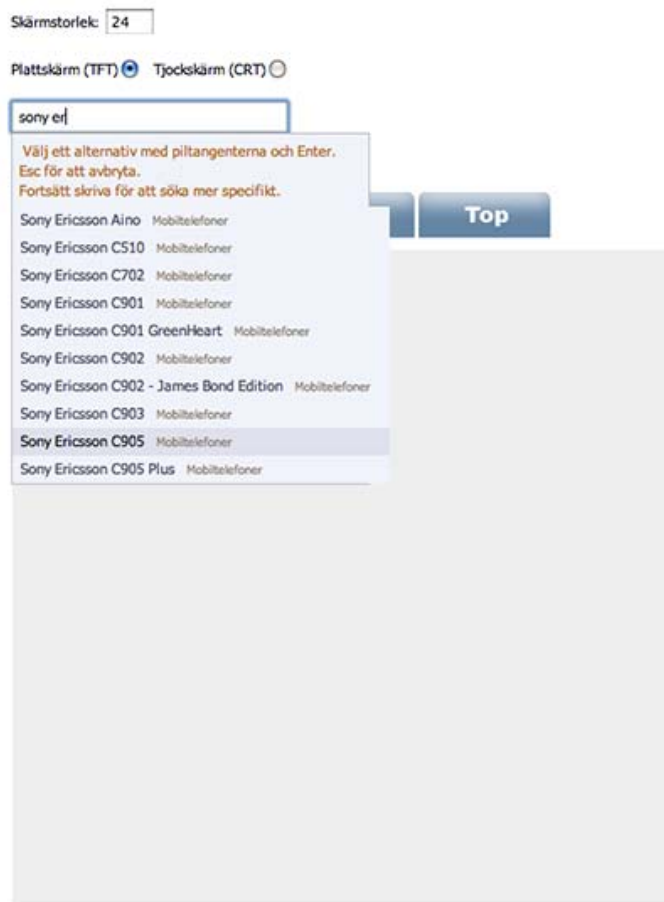 Skärmstorlek: 24
Plattskärm (TFT) Tjockskärm (CRT)
sony er
Välj ett alternativ med piltangenterna och Enter.
Esc för att avbryta.
Fortsätt skriva för att söka mer specifikt.
Top
Sony Ericsson Aino Mobiltelefoner
Sony Ericsson C510 Mobiltelefoner
Sony Ericsson C702 Mobiltelefoner
Sony Ericsson C901 Mobiltelefoner
Sony Ericsson C901 GreenHeart Mobiltelefoner
Sony Ericsson C902 Mobiltelefoner
Sony Ericsson C902 - James Bond Edition Mobiltelefoner
Sony Ericsson C903 Mobiltelefoner
Sony Ericsson C905 Mobiltelefoner
Sony Ericsson C905 Plus Mobiltelefoner